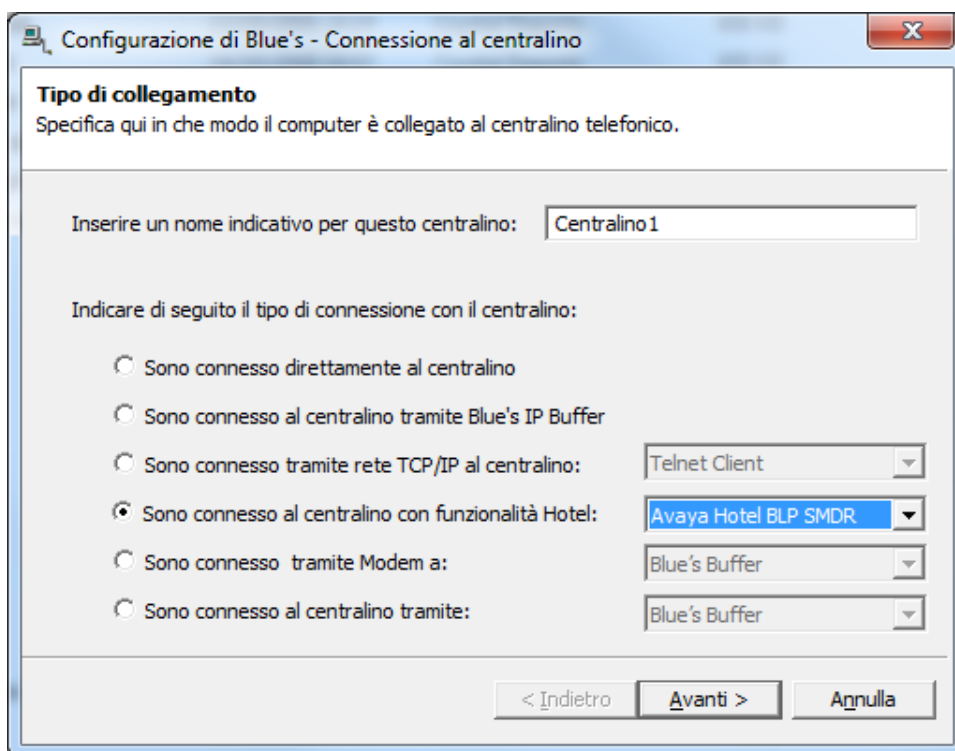 Configurazione di Blue's - Connessione al centralino
Tipo di collegamento
Specifica qui in che modo il computer è collegato al centralino telefonico.
Inserire un nome indicativo per questo centralino: Centralino1
Indicare di seguito il tipo di connessione con il centralino:
Sono connesso direttamente al centralino
Sono connesso al centralino tramite Blue's IP Buffer
Sono connesso tramite rete TCP/IP al centralino: Telnet Client
Sono connesso al centralino con funzionalità Hotel: Avaya Hotel BLP SMDR
Sono connesso tramite Modem a: Blue's Buffer
Sono connesso al centralino tramite: Blue's Buffer
< Indietro Avanti > Annulla